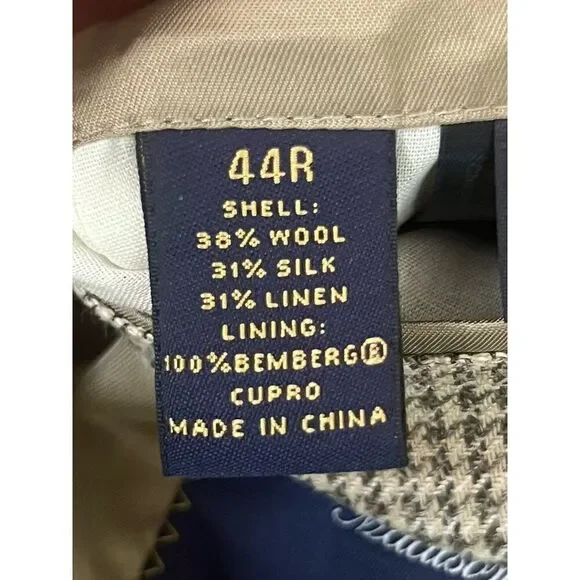 44R
SHELL:
38% WOOL
31% SILK
31% LINEN
LINING:
100%BEMBERG®
CUPRO
MADE IN CHINA